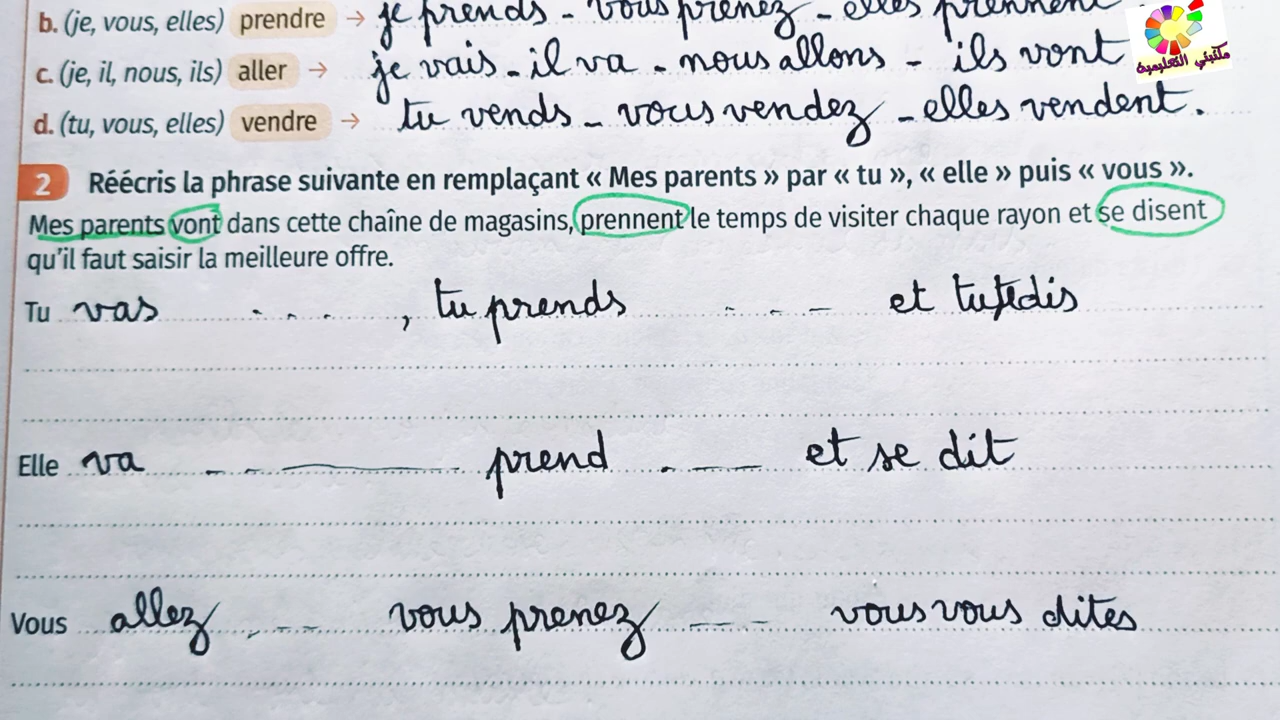 b. (je, vous, elles) prendre → je prends - vous prenez - elles prennent
c. (je, il, nous, ils) aller → je vais - il va - nous allons - ils vont
مكتبتي التعليمية
d. (tu, vous, elles) vendre → tu vends - vous vendez - elles vendent.
2 Réécris la phrase suivante en remplaçant « Mes parents » par « tu », « elle » puis « vous ».
Mes parents vont dans cette chaîne de magasins, prennent le temps de visiter chaque rayon et se disent
qu'il faut saisir la meilleure offre.
Tu vas . . . , tu prends - - - et tu te dis
Elle va - - - prend - - et se dit
Vous allez - - - vous prenez - - - vous vous dites